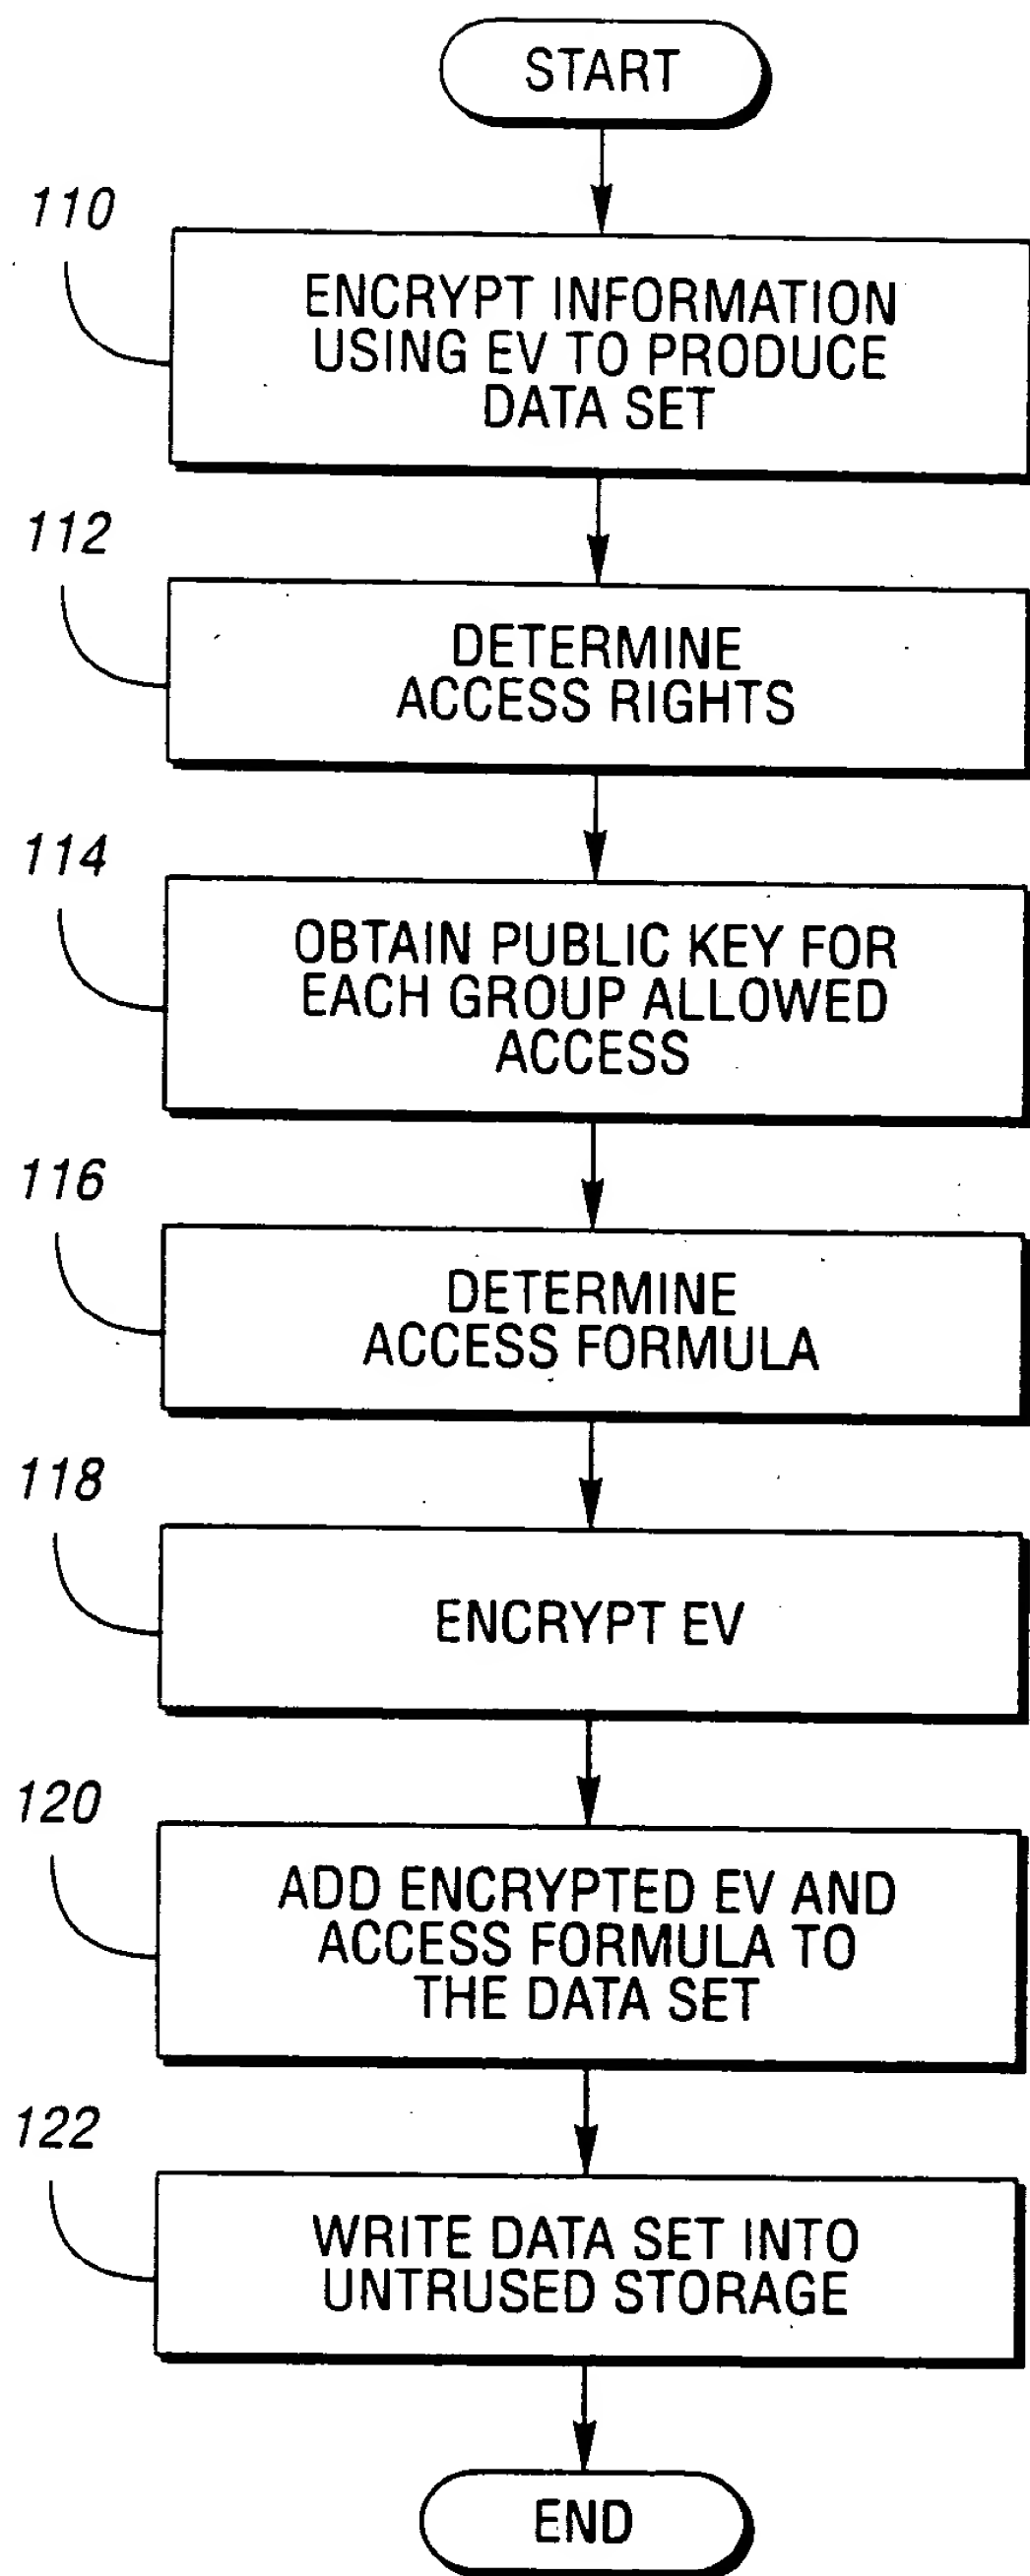 START
110
ENCRYPT INFORMATION
USING EV TO PRODUCE
DATA SET
112
DETERMINE
ACCESS RIGHTS
114
OBTAIN PUBLIC KEY FOR
EACH GROUP ALLOWED
ACCESS
116
DETERMINE
ACCESS FORMULA
118
ENCRYPT EV
120
ADD ENCRYPTED EV AND
ACCESS FORMULA TO
THE DATA SET
122
WRITE DATA SET INTO
UNTRUSED STORAGE
END